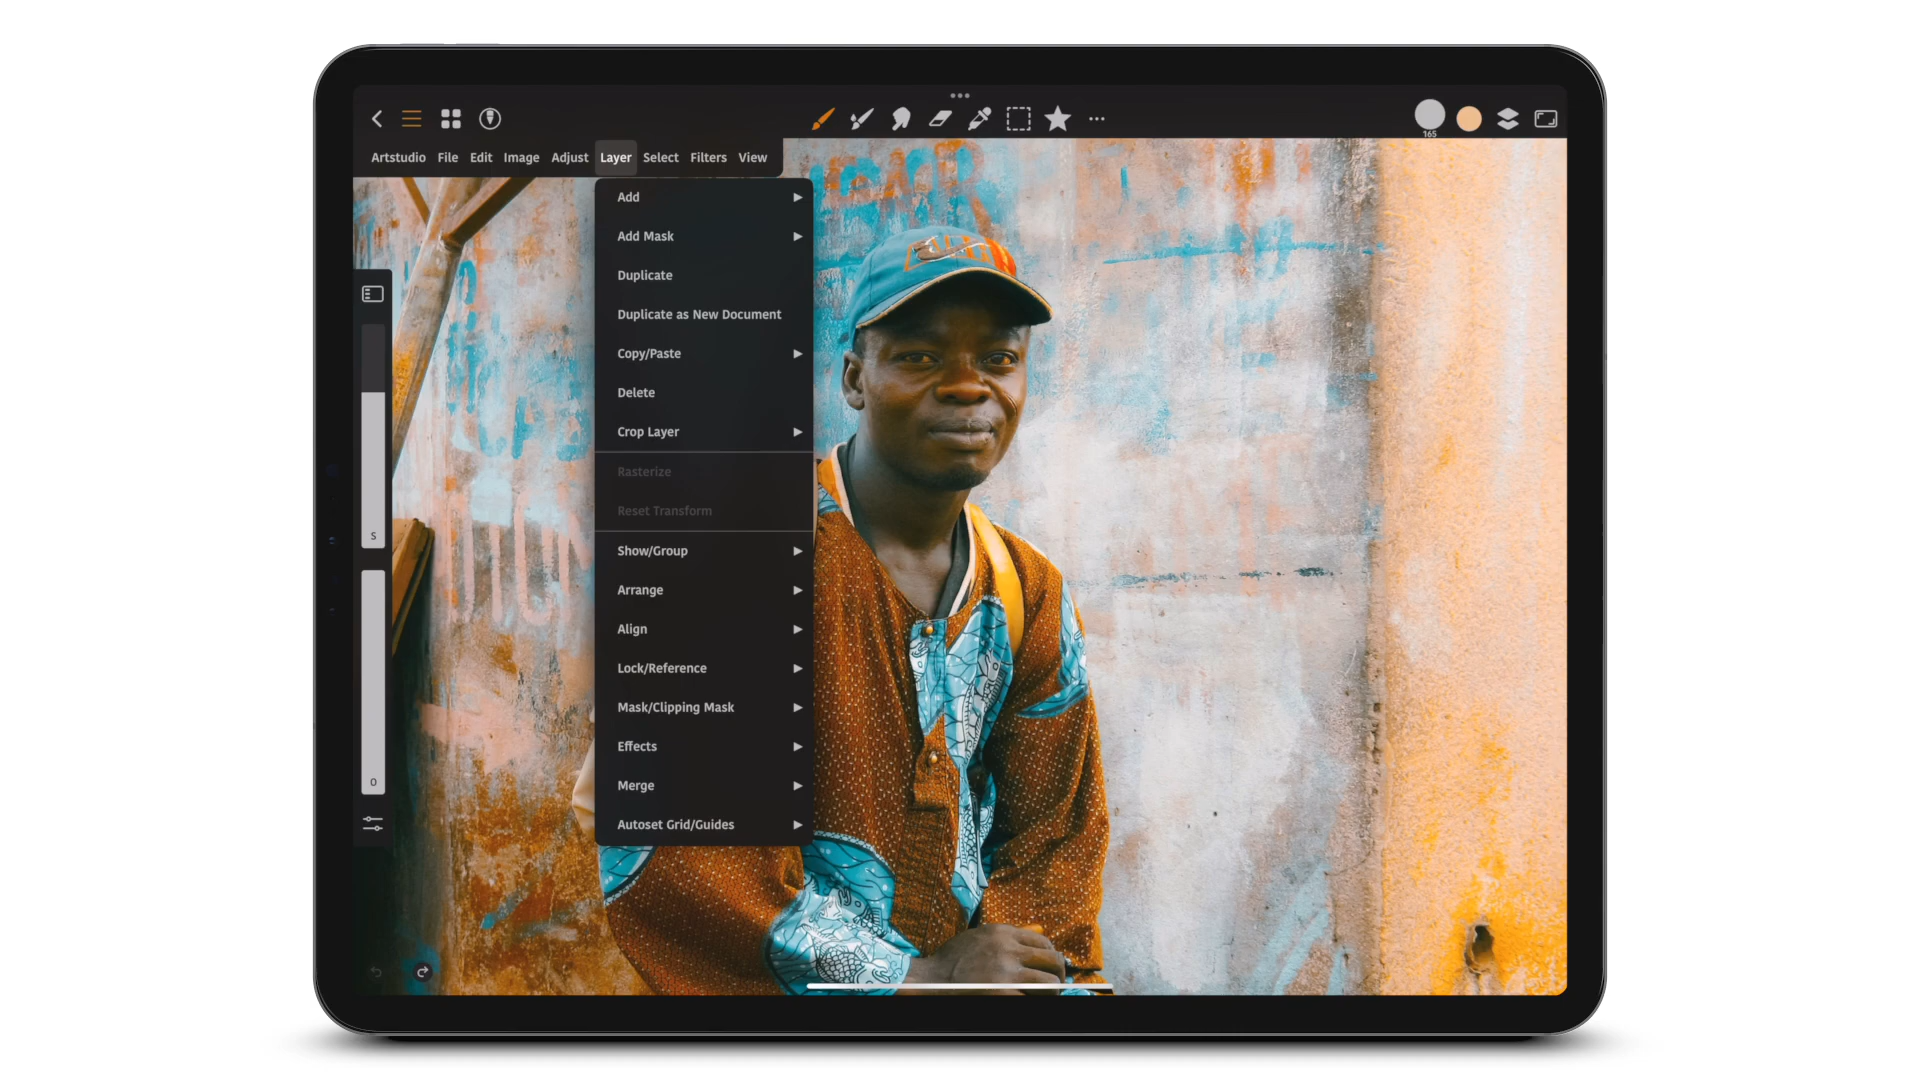 165
Artstudio File Edit Image Adjust Layer Select Filters View
Add
Add Mask
Duplicate
Duplicate as New Document
Copy/Paste
Delete
Crop Layer
Rasterize
Reset Transform
Show/Group
Arrange
Align
Lock/Reference
Mask/Clipping Mask
Effects
Merge
Autoset Grid/Guides
S
O